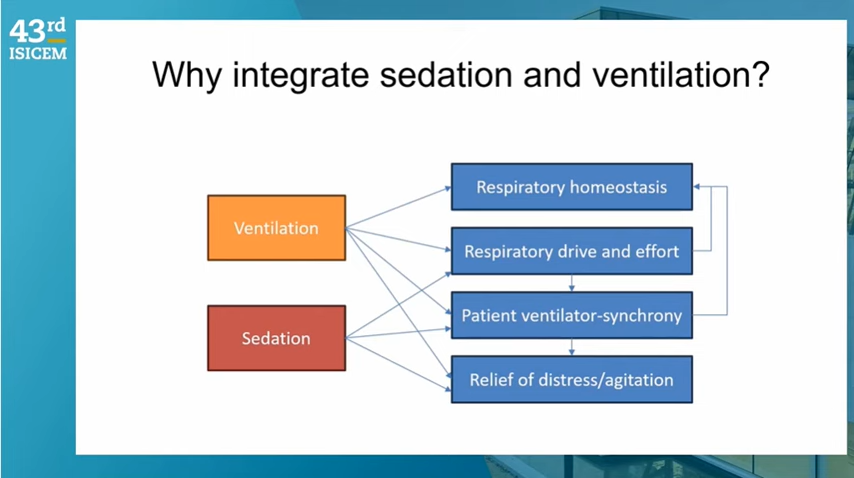 43rd
ISICEM
Why integrate sedation and ventilation?
Respiratory homeostasis
Ventilation
Respiratory drive and effort
Patient ventilator-synchrony
Sedation
Relief of distress/agitation